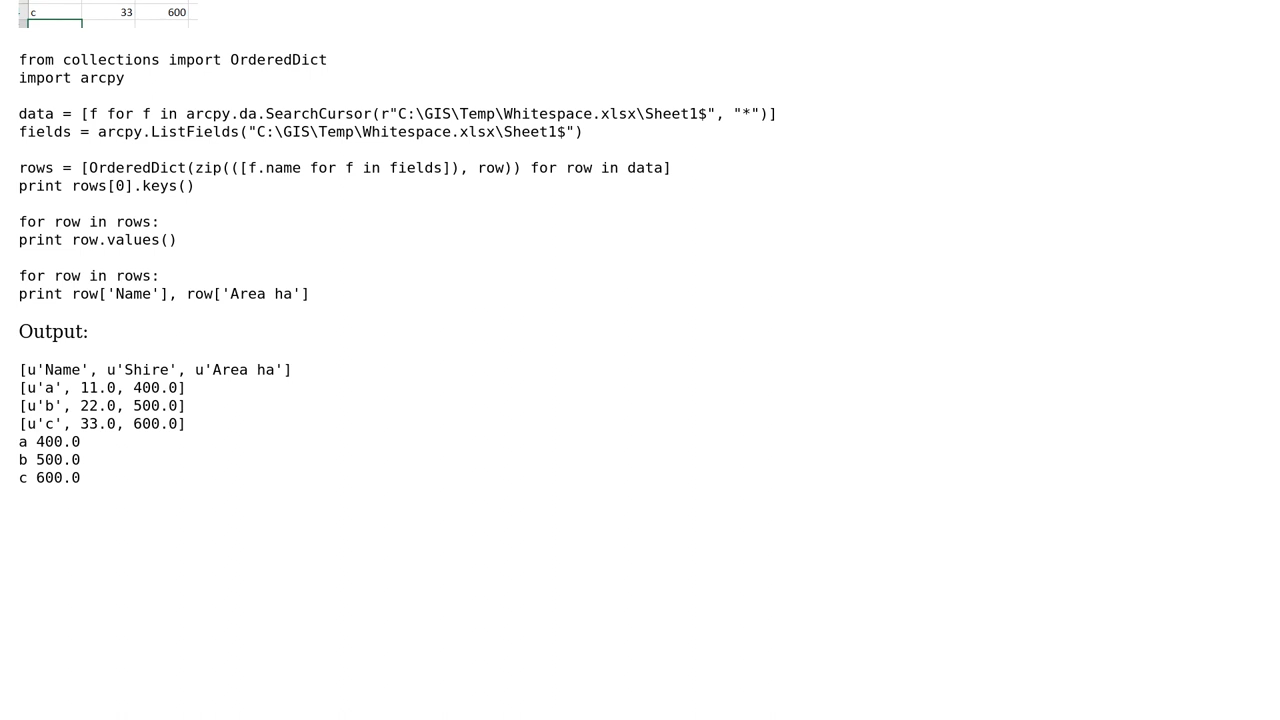 c 33 600
from collections import OrderedDict
import arcpy
data = [f for f in arcpy.da.SearchCursor(r"C:\GIS\Temp\Whitespace.xlsx\Sheet1$", "*")]
fields = arcpy.ListFields("C:\GIS\Temp\Whitespace.xlsx\Sheet1$")
rows = [OrderedDict(zip(([f.name for f in fields]), row)) for row in data]
print rows[0].keys()
for row in rows:
print row.values()
for row in rows:
print row['Name'], row['Area ha']
Output:
[u'Name', u'Shire', u'Area ha']
[u'a', 11.0, 400.0]
[u'b', 22.0, 500.0]
[u'c', 33.0, 600.0]
a 400.0
b 500.0
c 600.0